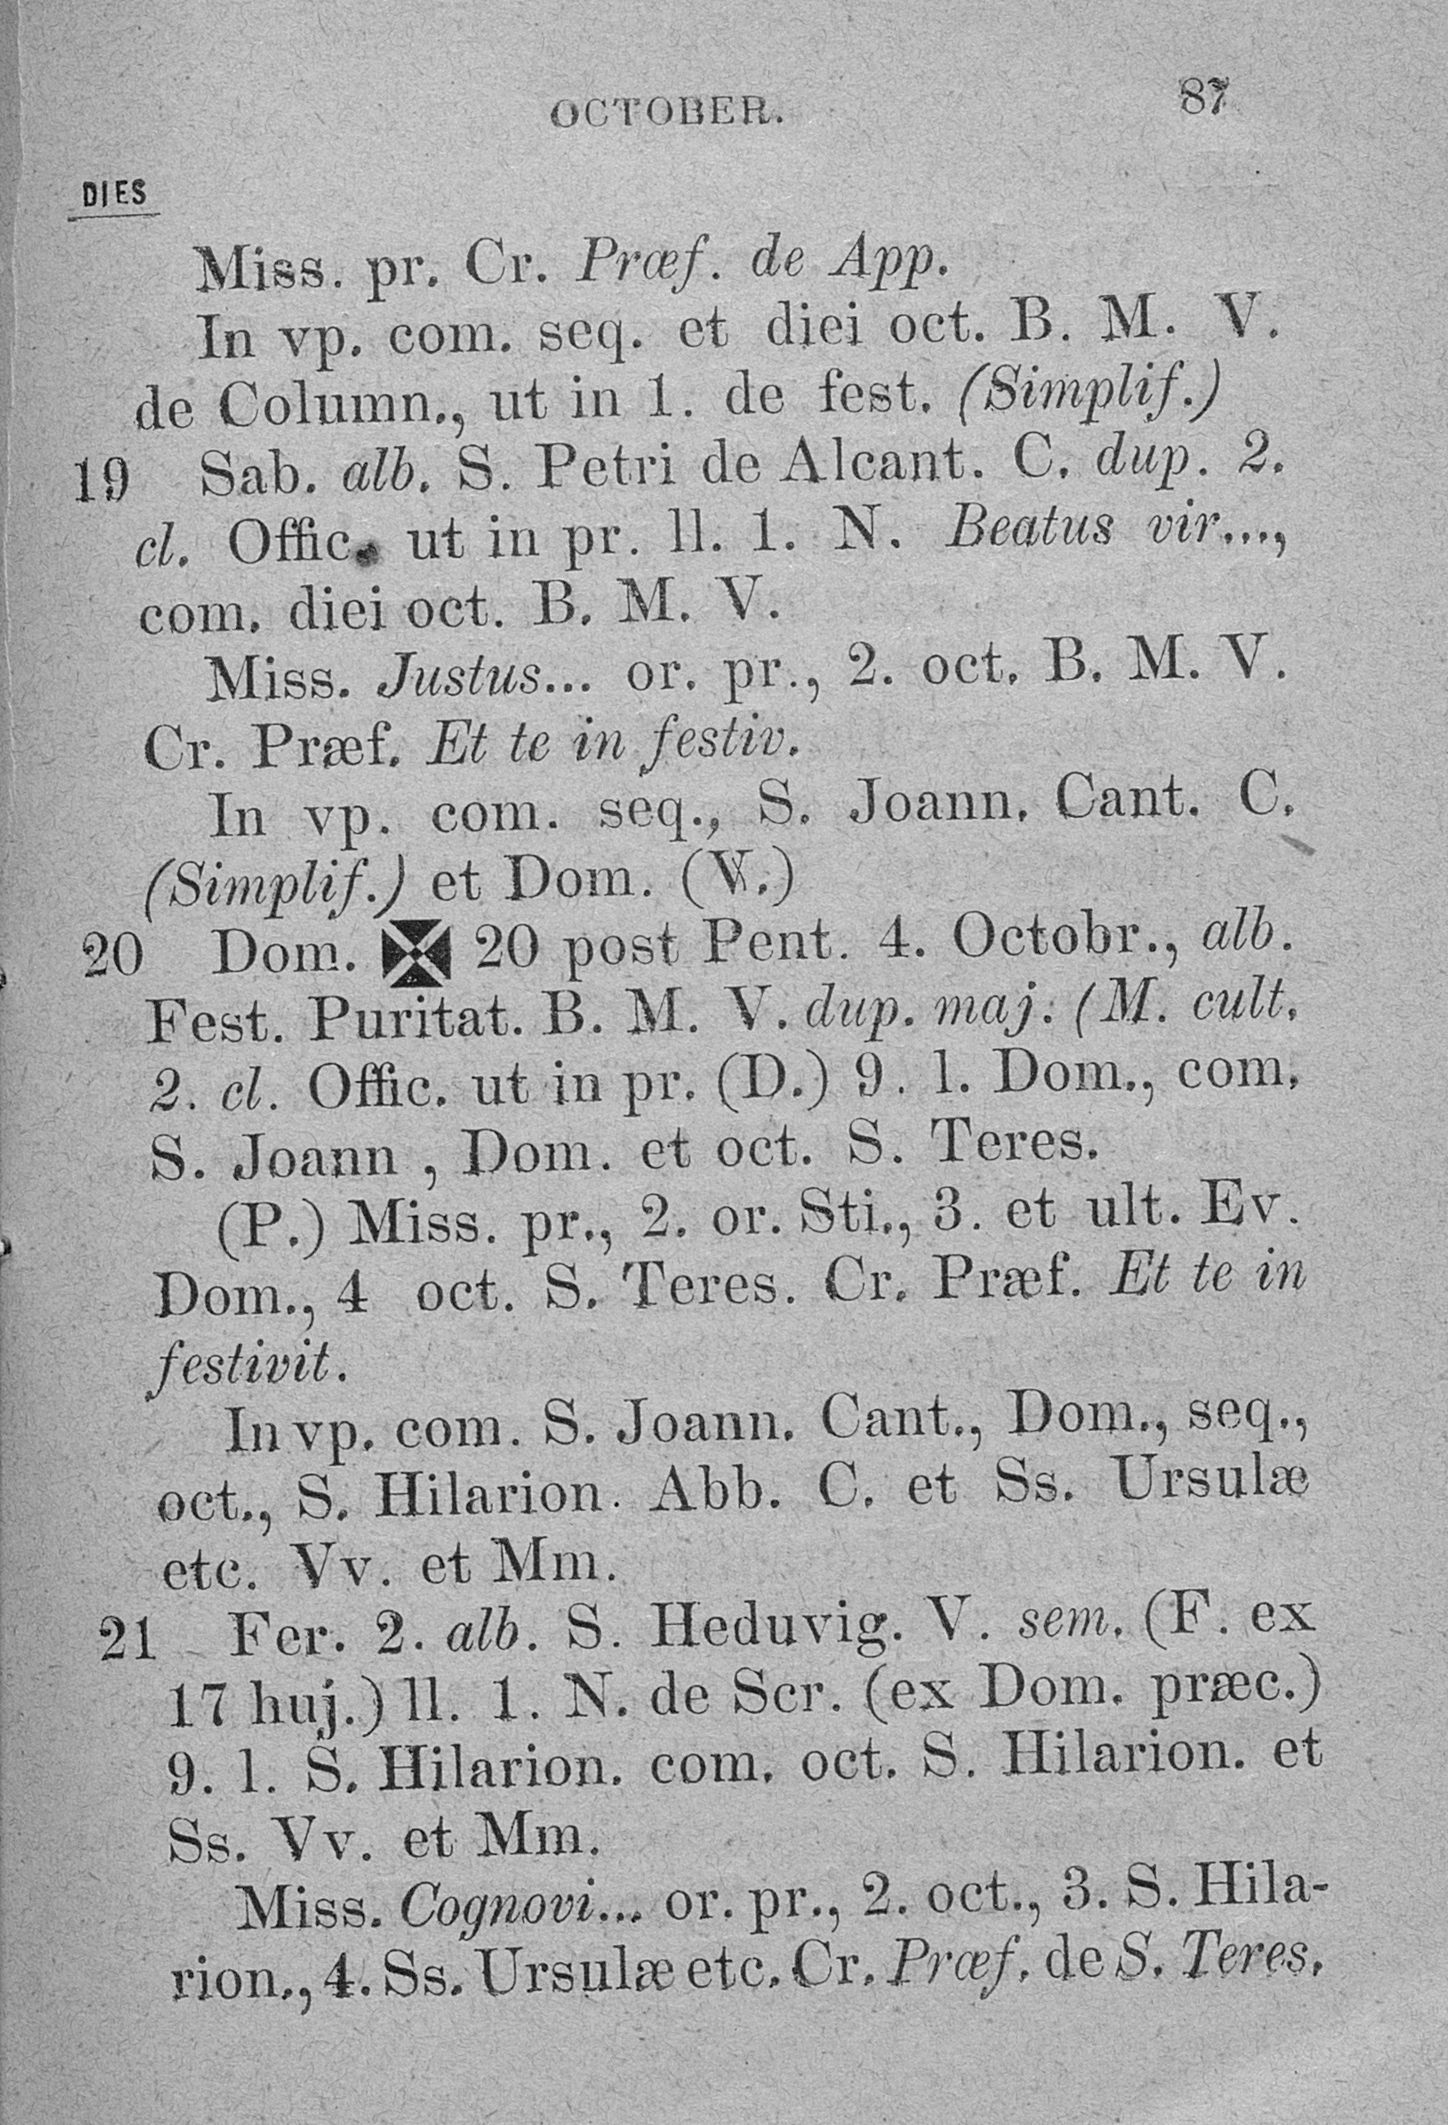 OCTOBER. 87
DIES
Miss. pr. Cr. Præf. de App.
In vp. com. seq. et diei oct. B. M. V.
de Column., ut in 1. de fest. (Simplif.)
19 Sab. alb. S. Petri de Alcant. C. dup. 2.
cl. Offic. ut in pr. ll. 1. N. Beatus vir...,
com. diei oct. B. M. V.
Miss. Justus... or. pr., 2. oct. B. M. V.
Cr. Præf. Et te in festiv.
In vp. com. seq., S. Joann. Cant. C.
(Simplif.) et Dom. (V.)
20 Dom. ✠ 20 post Pent. 4. Octobr., alb.
Fest. Puritat. B. M. V. dup. maj. (M. cult.
2. cl. Offic. ut in pr. (D.) 9. l. Dom., com.
S. Joann , Dom. et oct. S. Teres.
(P.) Miss. pr., 2. or. Sti., 3. et ult. Ev.
Dom., 4 oct. S. Teres. Cr. Præf. Et te in
festivit.
In vp. com. S. Joann. Cant., Dom., seq.,
oct., S. Hilarion. Abb. C. et Ss. Ursulæ
etc. Vv. et Mm.
21 Fer. 2. alb. S. Heduvig. V. sem. (F. ex
17 huj.) ll. 1. N. de Scr. (ex Dom. præc.)
9. l. S. Hilarion. com. oct. S. Hilarion. et
Ss. Vv. et Mm.
Miss. Cognovi... or. pr., 2. oct., 3. S. Hila-
rion., 4. Ss. Ursulæ etc. Cr. Præf. de S. Teres.